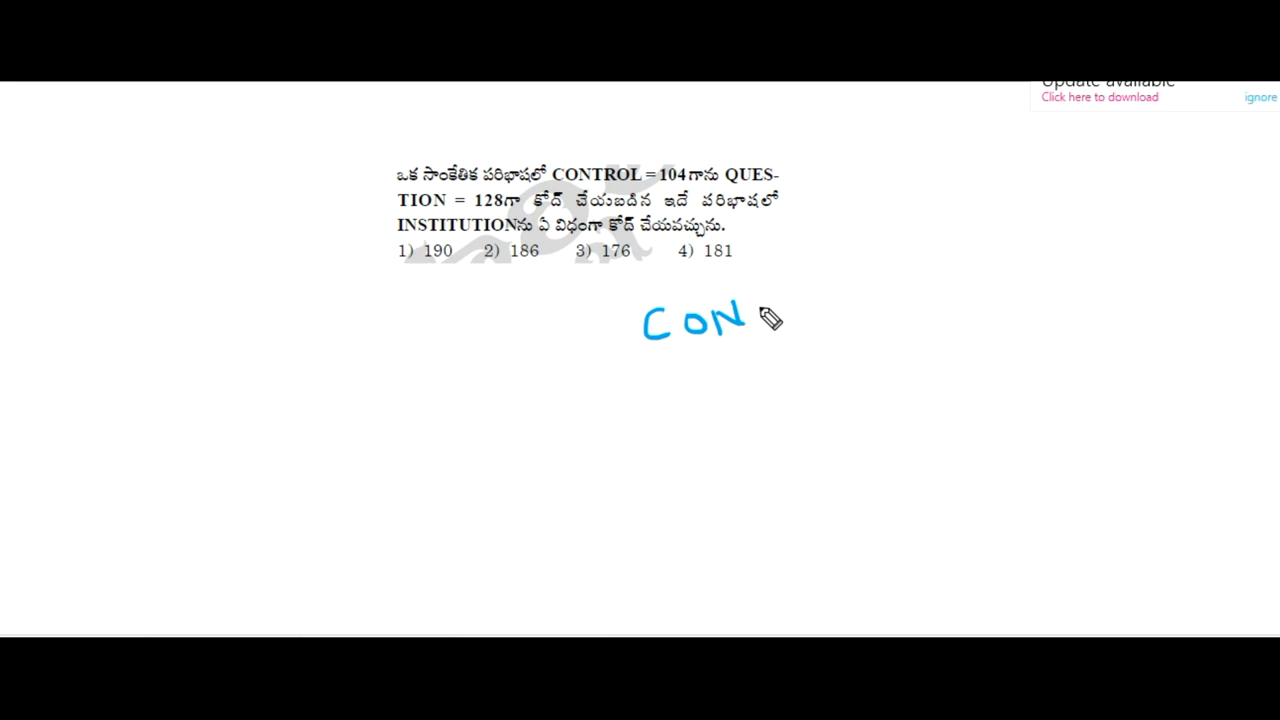 Update available
Click here to download ignore
ఒక సాంకేతిక పరిభాషలో CONTROL = 104గాను QUES-
TION = 128గా కోడ్ చేయబడిన ఇదే పరిభాషలో
INSTITUTIONను ఏ విధంగా కోడ్ చేయవచ్చును.
1) 190 2) 186 3) 176 4) 181
CON